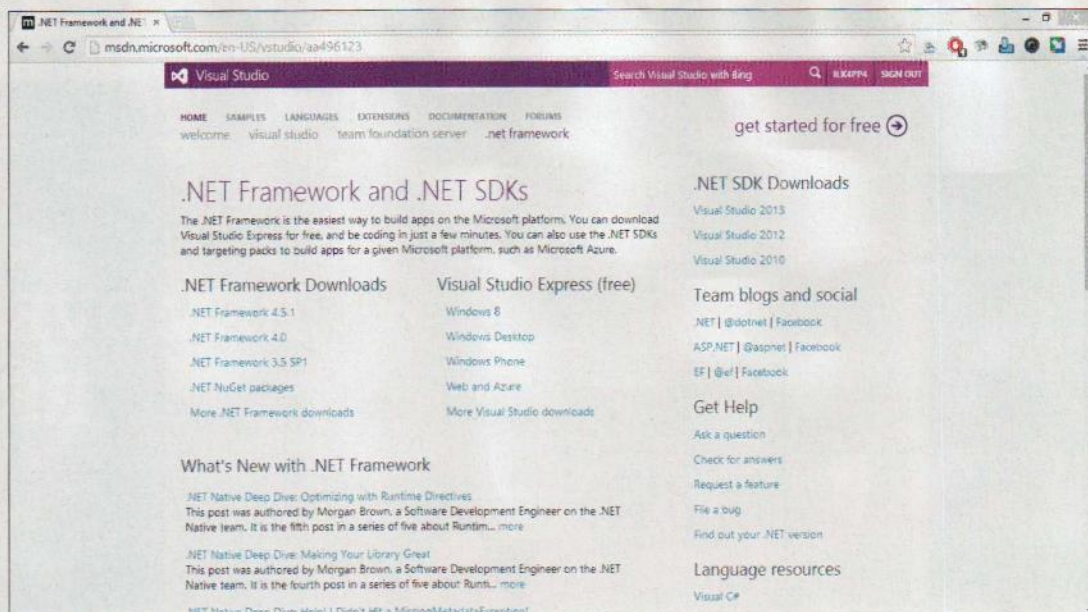 .NET Framework and .NE
msdn.microsoft.com/en-US/vstudio/aa496123
Visual Studio
Search Visual Studio with Bing
SIGN OUT
HOME SAMPLES LANGUAGES EXTENSIONS DOCUMENTATION FORUMS
welcome visual studio team foundation server .net framework
get started for free
.NET Framework and .NET SDKs
The .NET Framework is the easiest way to build apps on the Microsoft platform. You can download
Visual Studio Express for free, and be coding in just a few minutes. You can also use the .NET SDKs
and targeting packs to build apps for a given Microsoft platform, such as Microsoft Azure.
.NET Framework Downloads
.NET Framework 4.5.1
.NET Framework 4.0
.NET Framework 3.5 SP1
.NET NuGet packages
More .NET Framework downloads
Visual Studio Express (free)
Windows 8
Windows Desktop
Windows Phone
Web and Azure
More Visual Studio downloads
What's New with .NET Framework
.NET Native Deep Dive: Optimizing with Runtime Directives
This post was authored by Morgan Brown, a Software Development Engineer on the .NET
Native team. It is the fifth post in a series of five about Runtim... more
.NET Native Deep Dive: Making Your Library Great
This post was authored by Morgan Brown, a Software Development Engineer on the .NET
Native team. It is the fourth post in a series of five about Runti... more
.NET Native Deep Dive: Help! I Didn't Hit a MissingMetadataException!
.NET SDK Downloads
Visual Studio 2013
Visual Studio 2012
Visual Studio 2010
Team blogs and social
.NET | @dotnet | Facebook
ASP.NET | @aspnet | Facebook
EF | @ef | Facebook
Get Help
Ask a question
Check for answers
Request a feature
File a bug
Find out your .NET version
Language resources
Visual C#